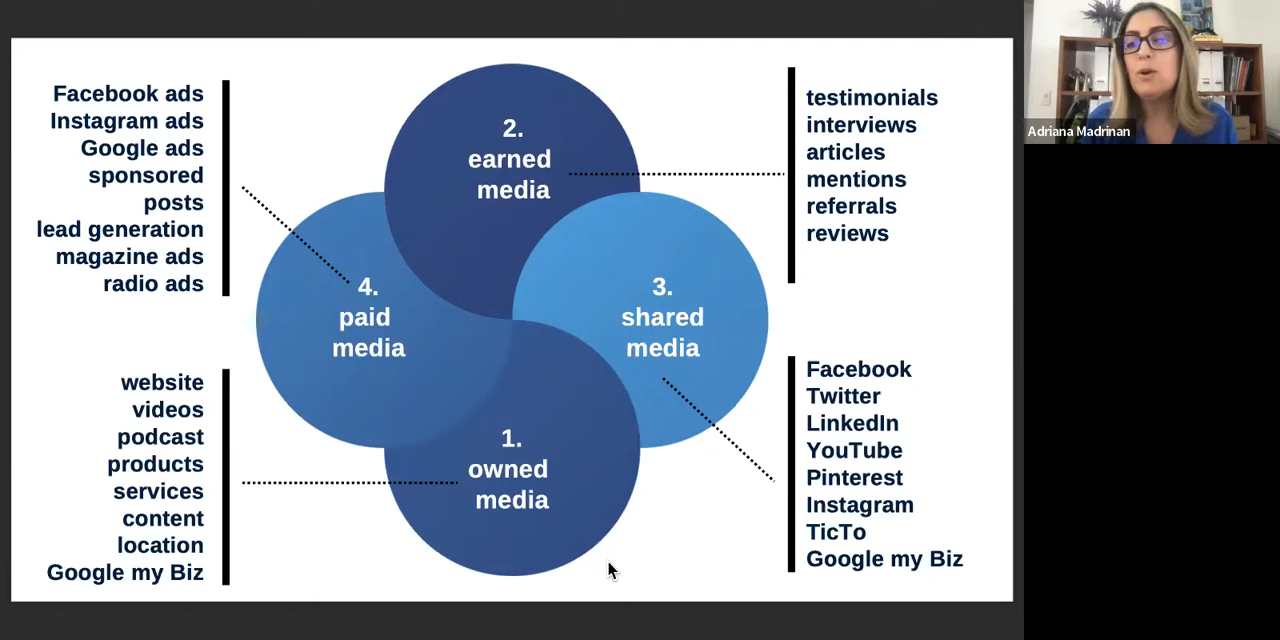 Facebook ads
Instagram ads
Google ads
sponsored
posts
lead generation
magazine ads
radio ads
2.
earned
media
testimonials
interviews
articles
mentions
referrals
reviews
4.
paid
media
3.
shared
media
website
videos
podcast
products
services
content
location
Google my Biz
1.
owned
media
Facebook
Twitter
LinkedIn
YouTube
Pinterest
Instagram
TicTo
Google my Biz
Adriana Madrinan